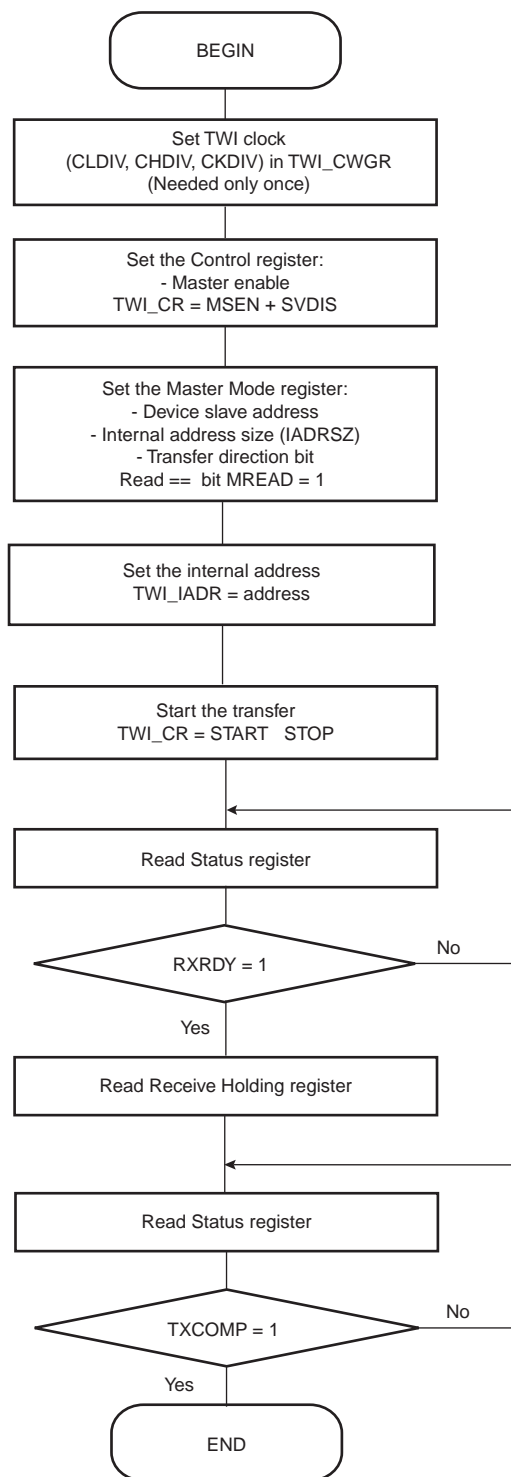 BEGIN
Set TWI clock
(CLDIV, CHDIV, CKDIV) in TWI_CWGR
(Needed only once)
Set the Control register:
- Master enable
TWI_CR = MSEN + SVDIS
Set the Master Mode register:
- Device slave address
- Internal address size (IADRSZ)
- Transfer direction bit
Read == bit MREAD = 1
Set the internal address
TWI_IADR = address
Start the transfer
TWI_CR = START STOP
Read Status register
RXRDY = 1
No
Yes
Read Receive Holding register
Read Status register
TXCOMP = 1
No
Yes
END